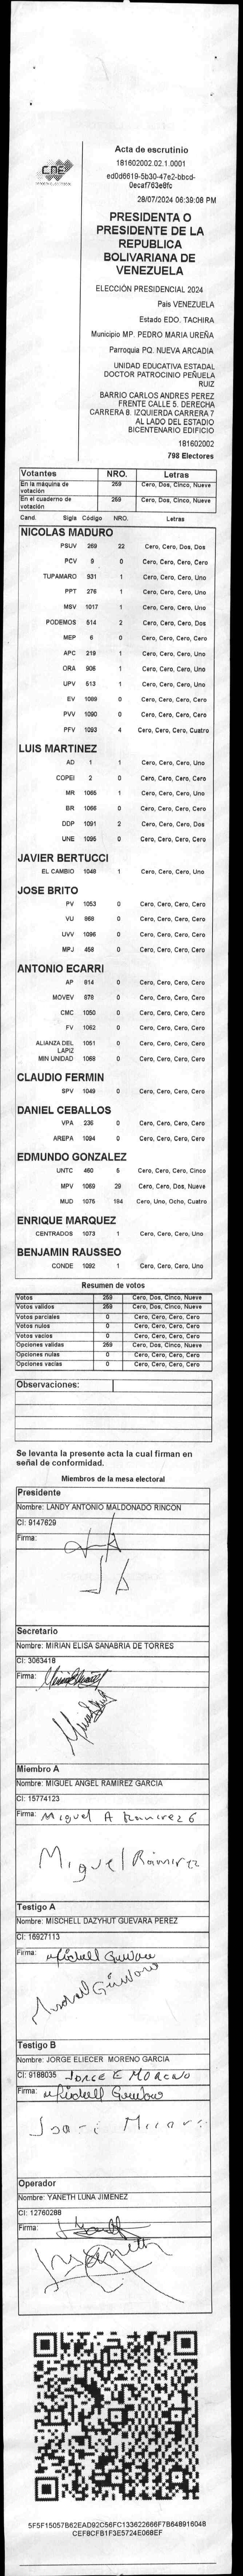 CNE
Acta de escrutinio
181602002.02.1.0001
ed0d6619-5b30-47e2-bbcd-
0ecaf763e8fc
28/07/2024 06:39:08 PM
PRESIDENTA O
PRESIDENTE DE LA
REPUBLICA
BOLIVARIANA DE
VENEZUELA
ELECCIÓN PRESIDENCIAL 2024
País VENEZUELA
Estado EDO. TACHIRA
Municipio MP. PEDRO MARIA UREÑA
Parroquia PQ. NUEVA ARCADIA
UNIDAD EDUCATIVA ESTADAL
DOCTOR PATROCINIO PEÑUELA
RUIZ
BARRIO CARLOS ANDRES PEREZ
FRENTE CALLE 5. DERECHA
CARRERA 8. IZQUIERDA CARRERA 7
AL LADO DEL ESTADIO
BICENTENARIO EDIFICIO
181602002
798 Electores
Votantes NRO. Letras
En la máquina de votación 269 Cero, Dos, Cinco, Nueve
En el cuaderno de votación 259 Cero, Dos, Cinco, Nueve
Cand. Sigla Código NRO. Letras
NICOLAS MADURO
PSUV 269 22 Cero, Cero, Dos, Dos
PCV 9 0 Cero, Cero, Cero, Cero
TUPAMARO 931 1 Cero, Cero, Cero, Uno
PPT 276 1 Cero, Cero, Cero, Uno
MSV 1017 1 Cero, Cero, Cero, Uno
PODEMOS 514 2 Cero, Cero, Cero, Dos
MEP 6 0 Cero, Cero, Cero, Cero
APC 219 1 Cero, Cero, Cero, Uno
ORA 906 1 Cero, Cero, Cero, Uno
UPV 513 1 Cero, Cero, Cero, Uno
EV 1089 0 Cero, Cero, Cero, Cero
PVV 1090 0 Cero, Cero, Cero, Cero
PFV 1093 4 Cero, Cero, Cero, Cuatro
LUIS MARTINEZ
AD 1 1 Cero, Cero, Cero, Uno
COPEI 2 0 Cero, Cero, Cero, Cero
MR 1065 1 Cero, Cero, Cero, Uno
BR 1066 0 Cero, Cero, Cero, Cero
DDP 1091 2 Cero, Cero, Cero, Dos
UNE 1095 0 Cero, Cero, Cero, Cero
JAVIER BERTUCCI
EL CAMBIO 1048 1 Cero, Cero, Cero, Uno
JOSE BRITO
PV 1053 0 Cero, Cero, Cero, Cero
VU 868 0 Cero, Cero, Cero, Cero
UVV 1096 0 Cero, Cero, Cero, Cero
MPJ 458 0 Cero, Cero, Cero, Cero
ANTONIO ECARRI
AP 814 0 Cero, Cero, Cero, Cero
MOVEV 878 0 Cero, Cero, Cero, Cero
CMC 1050 0 Cero, Cero, Cero, Cero
FV 1062 0 Cero, Cero, Cero, Cero
ALIANZA DEL LAPIZ 1051 0 Cero, Cero, Cero, Cero
MIN UNIDAD 1068 0 Cero, Cero, Cero, Cero
CLAUDIO FERMIN
SPV 1049 0 Cero, Cero, Cero, Cero
DANIEL CEBALLOS
VPA 236 0 Cero, Cero, Cero, Cero
AREPA 1094 0 Cero, Cero, Cero, Cero
EDMUNDO GONZALEZ
UNTC 460 5 Cero, Cero, Cero, Cinco
MPV 1069 29 Cero, Cero, Dos, Nueve
MUD 1075 184 Cero, Uno, Ocho, Cuatro
ENRIQUE MARQUEZ
CENTRADOS 1073 1 Cero, Cero, Cero, Uno
BENJAMIN RAUSSEO
CONDE 1092 1 Cero, Cero, Cero, Uno
Resumen de votos
Votos 259 Cero, Dos, Cinco, Nueve
Votos validos 259 Cero, Dos, Cinco, Nueve
Votos parciales 0 Cero, Cero, Cero, Cero
Votos nulos 0 Cero, Cero, Cero, Cero
Votos vacios 0 Cero, Cero, Cero, Cero
Opciones validas 259 Cero, Dos, Cinco, Nueve
Opciones nulas 0 Cero, Cero, Cero, Cero
Opciones vacias 0 Cero, Cero, Cero, Cero
Observaciones:
Se levanta la presente acta la cual firman en
señal de conformidad.
Miembros de la mesa electoral
Presidente
Nombre: LANDY ANTONIO MALDONADO RINCON
CI: 9147629
Firma:
Secretario
Nombre: MIRIAN ELISA SANABRIA DE TORRES
CI: 3063418
Firma:
Miembro A
Nombre: MIGUEL ANGEL RAMIREZ GARCIA
CI: 15774123
Firma: Miguel A Ramirez G
Miguel Ramirez
Testigo A
Nombre: MISCHELL DAZYHUT GUEVARA PEREZ
CI: 16927113
Firma:
Testigo B
Nombre: JORGE ELIECER MORENO GARCIA
CI: 9188035 JORGE E MORENO
Firma:
Operador
Nombre: YANETH LUNA JIMENEZ
CI: 12760288
Firma:
5F5F15057B62EAD92C56FC133622666F7B648916048
CEF8CFB1F3E5724E068EF